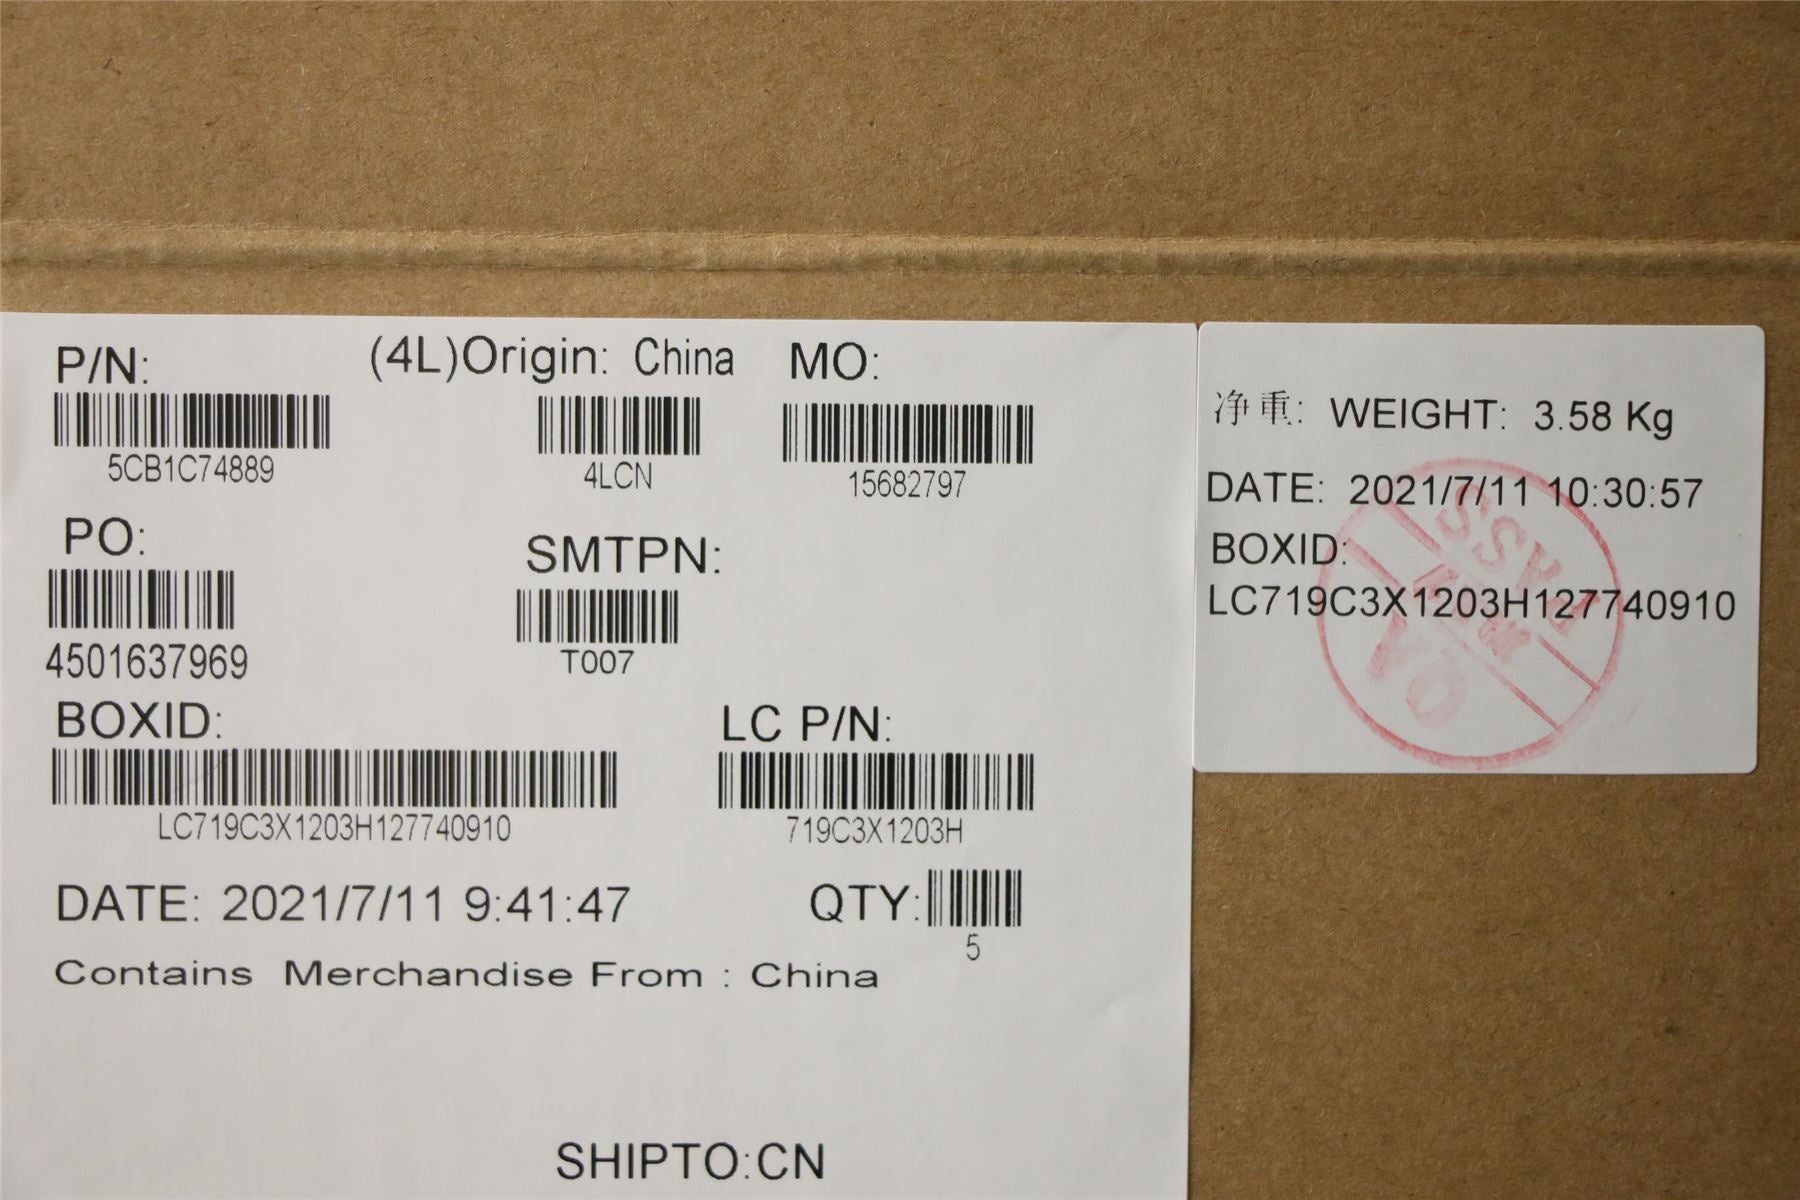 P/N:
(4L)Origin: China
MO:
5CB1C74889
4LCN
15682797
PO:
SMTPN:
4501637969
T007
BOXID:
LC P/N:
LC719C3X1203H127740910
719C3X1203H
DATE: 2021/7/11 9:41:47
QTY:
5
Contains Merchandise From : China
SHIPTO:CN
净重: WEIGHT: 3.58 Kg
DATE: 2021/7/11 10:30:57
BOXID:
LC719C3X1203H127740910
QA
PASS